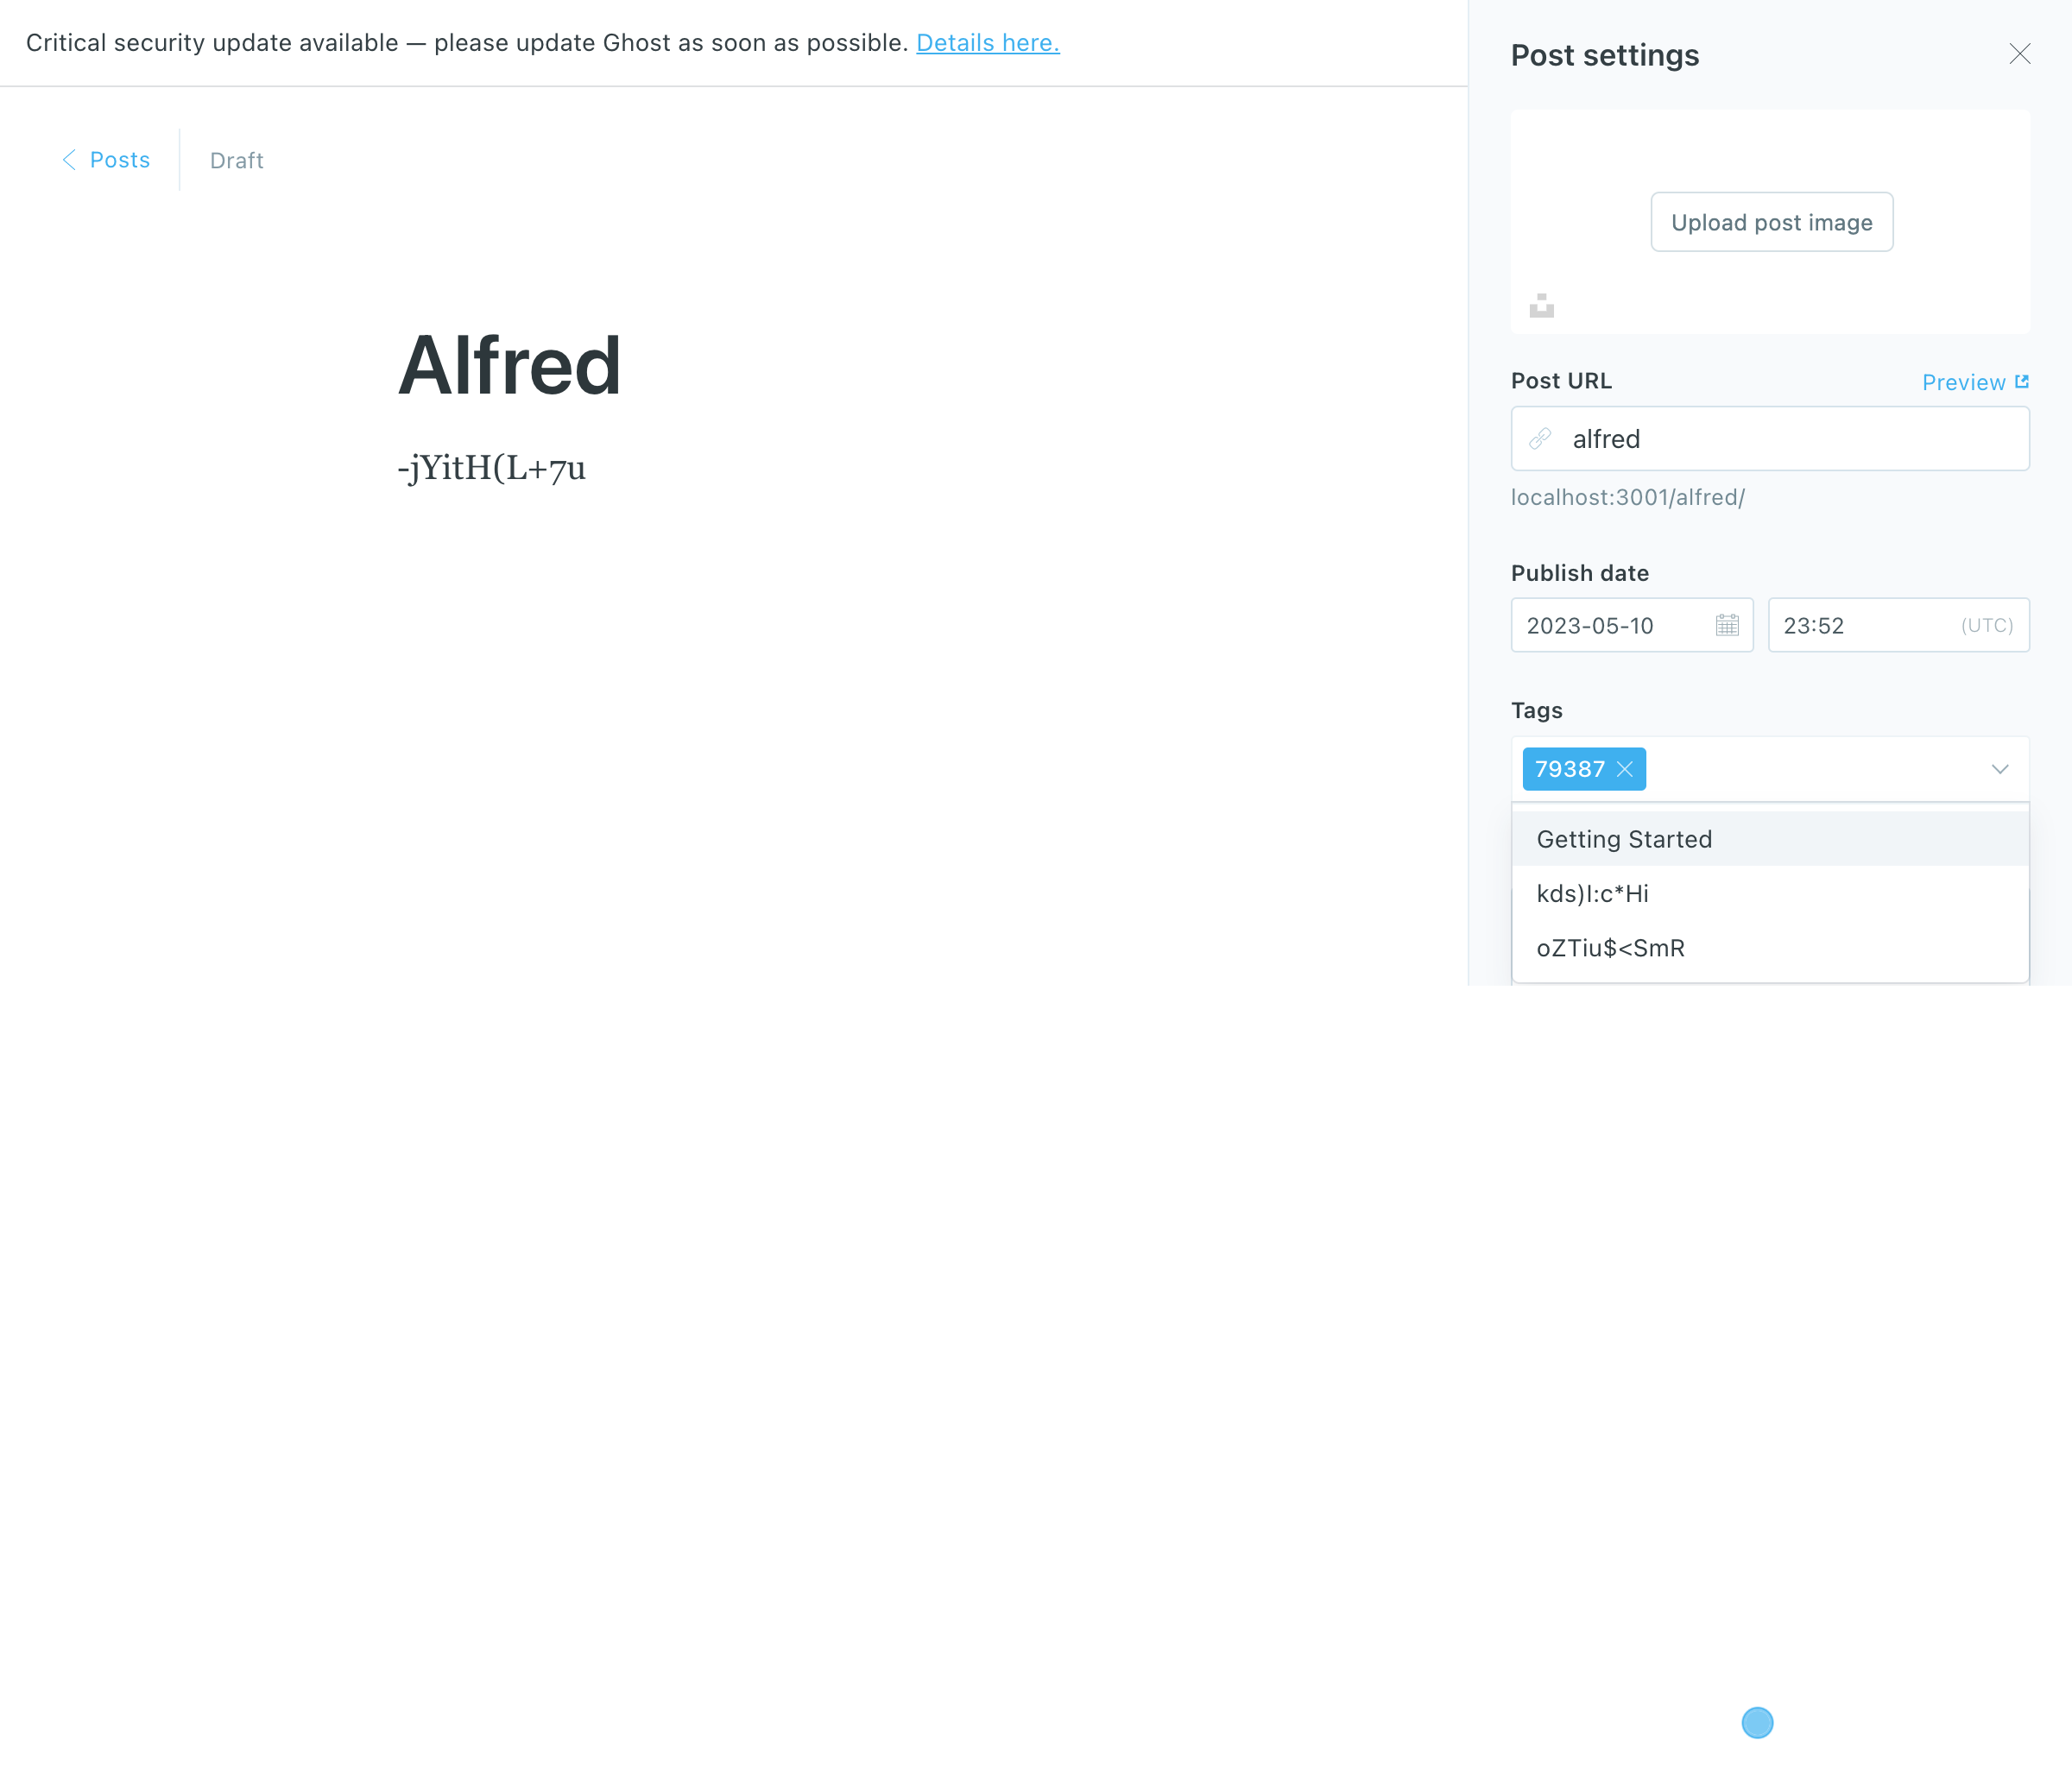 Critical security update available — please update Ghost as soon as possible. Details here.
Posts
Draft
Alfred
-jYitH(L+7u
Post settings
Upload post image
Post URL
Preview
alfred
localhost:3001/alfred/
Publish date
2023-05-10
23:52 (UTC)
Tags
79387
Getting Started
kds)I:c*Hi
oZTiu$<SmR